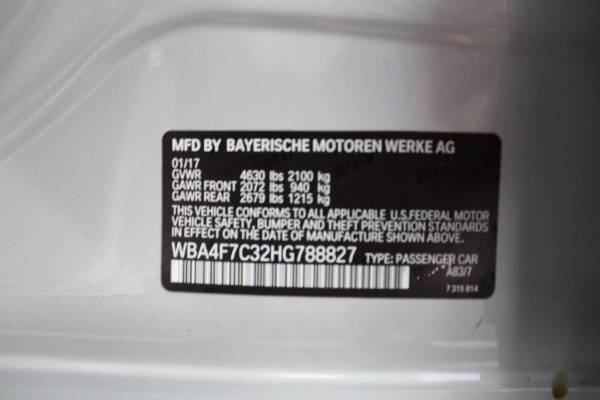 MFD BY BAYERISCHE MOTOREN WERKE AG
01/17
GVWR 4630 lbs 2100 kg
GAWR FRONT 2072 lbs 940 kg
GAWR REAR 2679 lbs 1215 kg
THIS VEHICLE CONFORMS TO ALL APPLICABLE U.S.FEDERAL MOTOR
VEHICLE SAFETY, BUMPER AND THEFT PREVENTION STANDARDS
IN EFFECT ON THE DATE OF MANUFACTURE SHOWN ABOVE.
WBA4F7C32HG788827 TYPE: PASSENGER CAR
A83/7
7 315 814